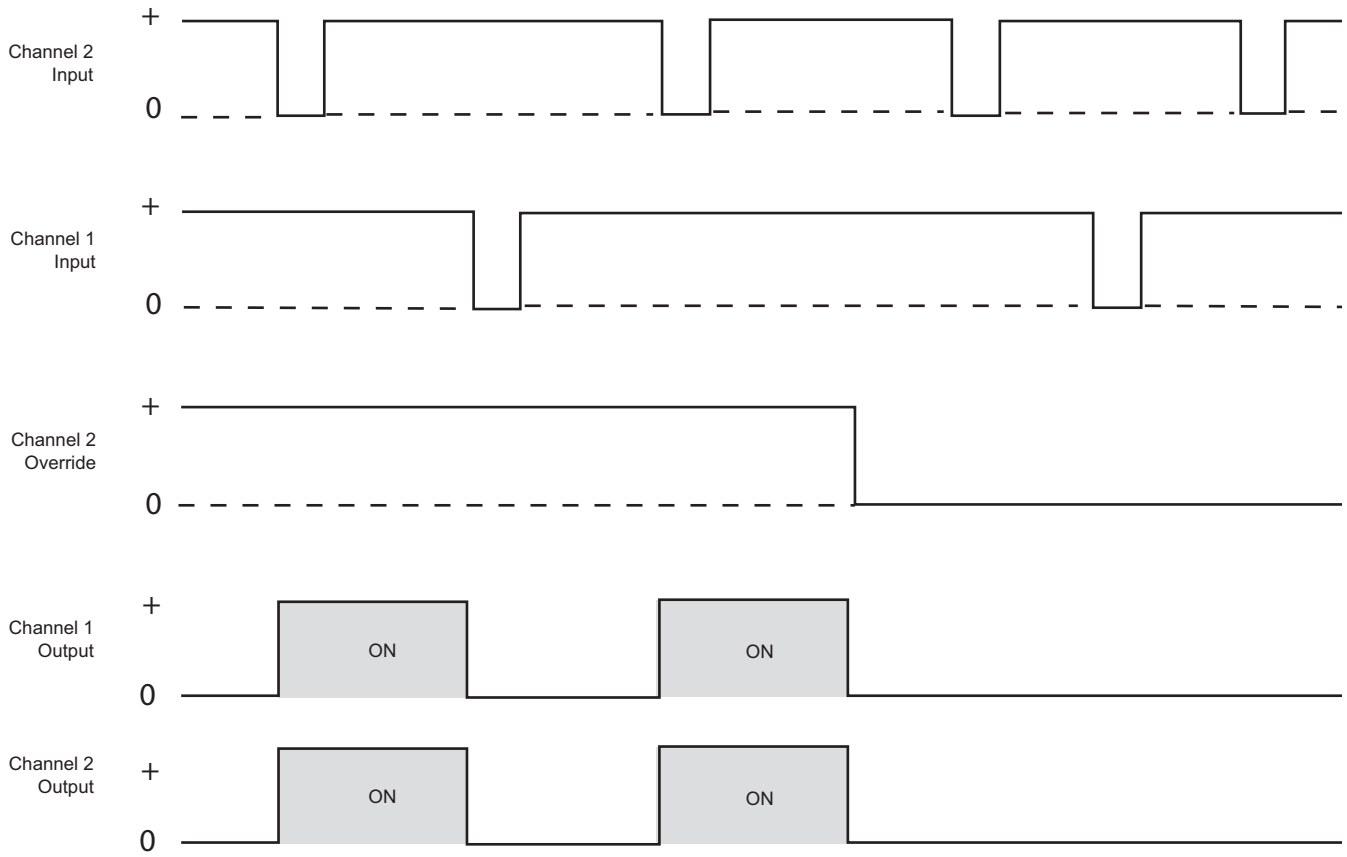 +
Channel 2
Input
0
+
Channel 1
Input
0
+
Channel 2
Override
0
+
Channel 1
Output
ON
ON
0
Channel 2
Output
+
ON
ON
0